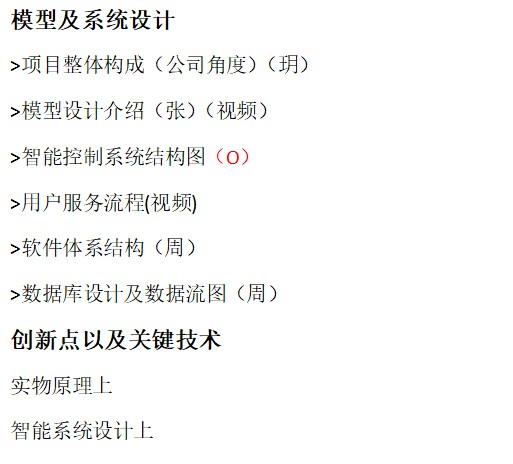 模型及系统设计
>项目整体构成（公司角度）（玥）
>模型设计介绍（张）（视频）
>智能控制系统结构图（O）
>用户服务流程(视频)
>软件体系结构（周）
>数据库设计及数据流图（周）
创新点以及关键技术
实物原理上
智能系统设计上